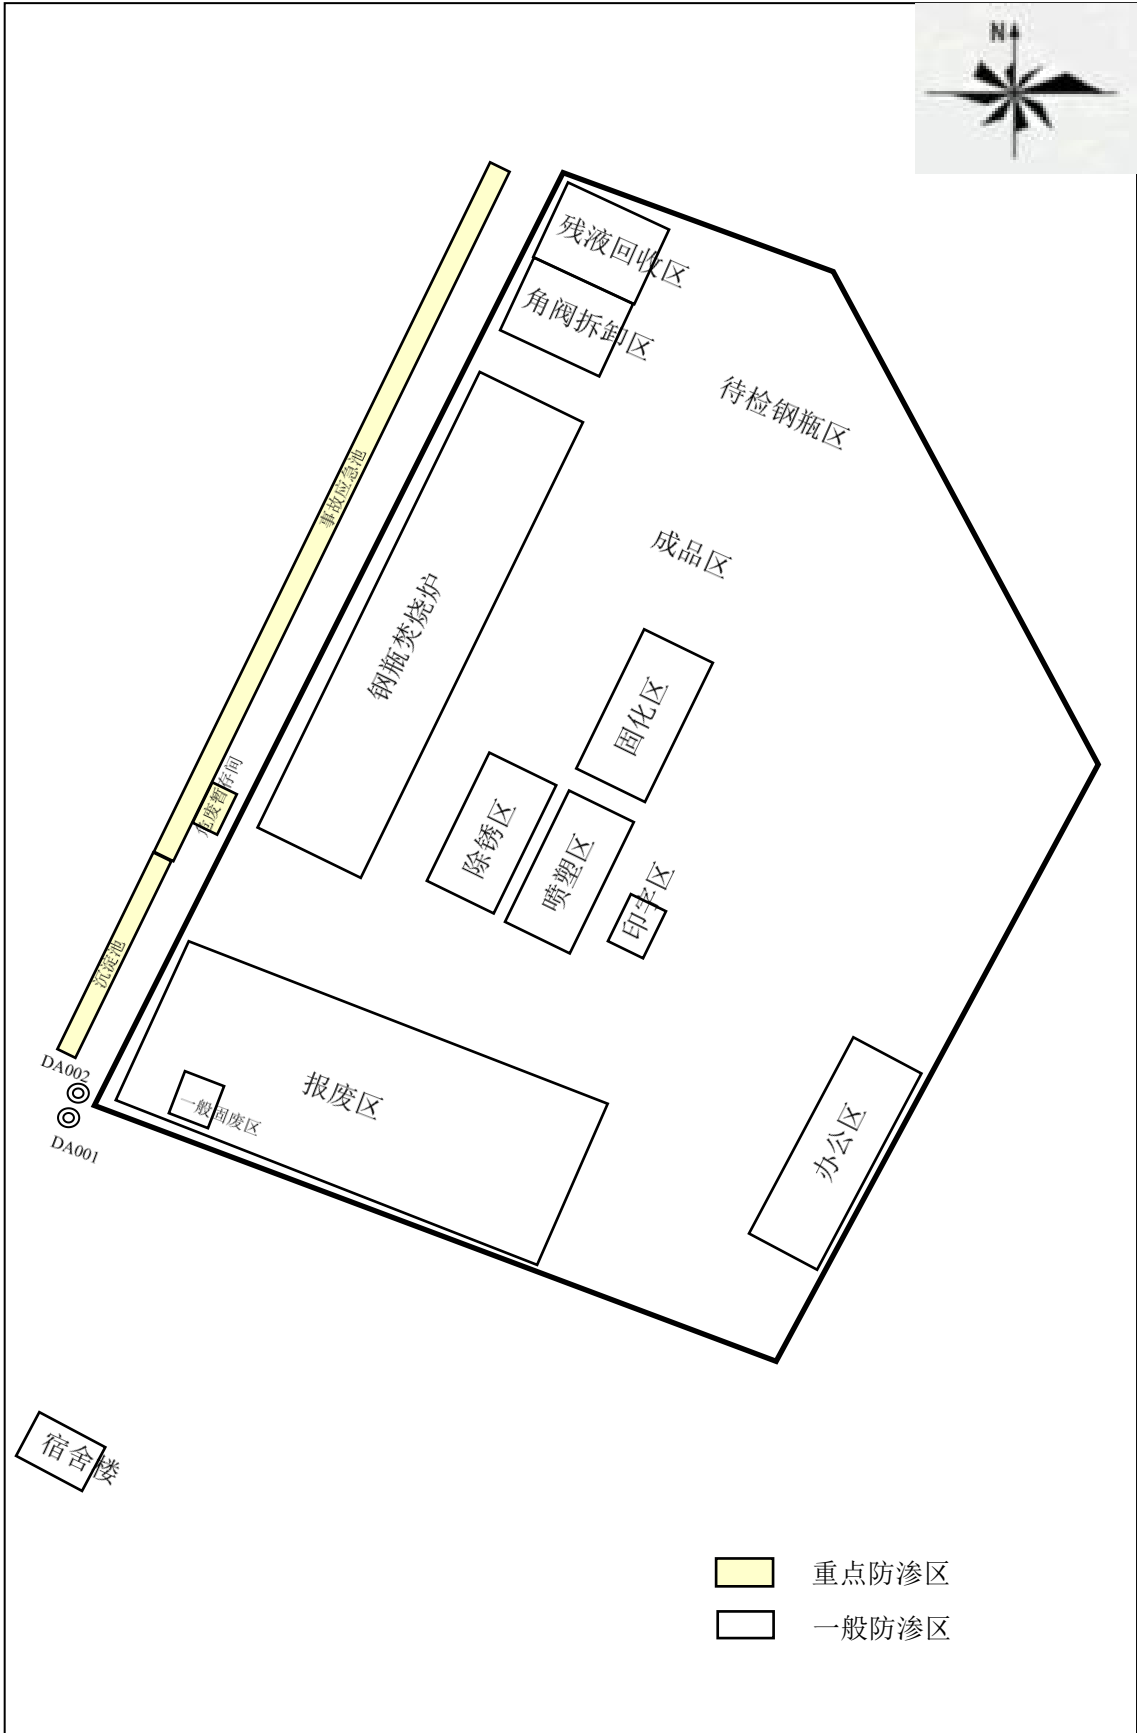 N
残液回收区
角阀拆卸区
待检钢瓶区
事故应急池
成品区
钢瓶焚烧炉
固化区
危废暂存间
除锈区
喷塑区
印字区
沉淀池
DA002
报废区
一般固废区
DA001
办公区
宿舍楼
重点防渗区
一般防渗区